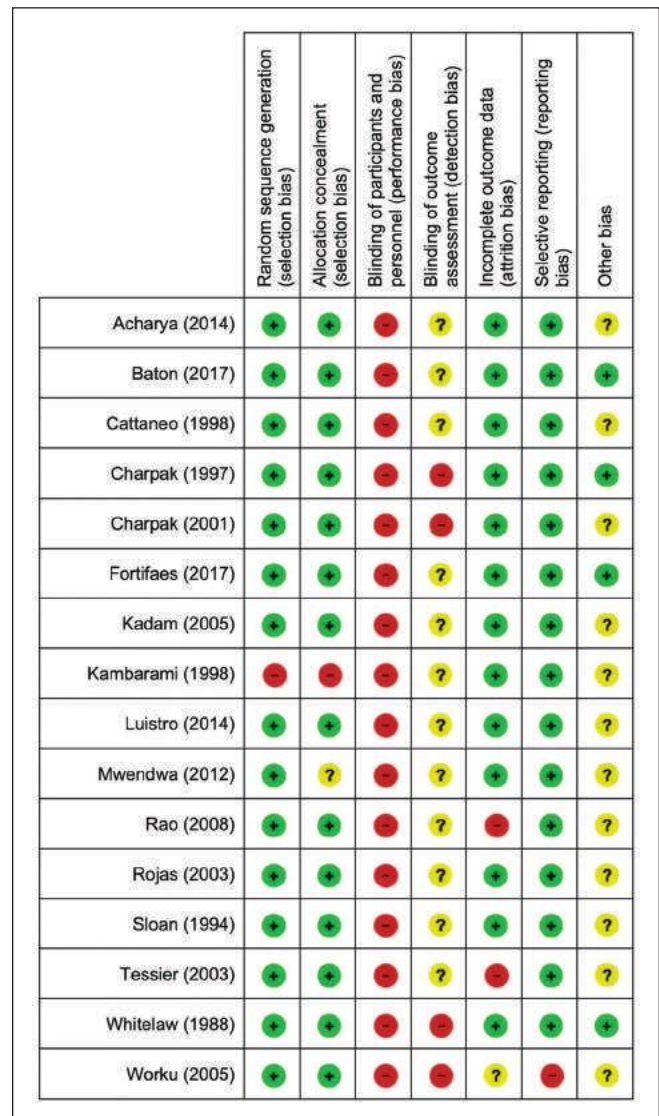 Random sequence generation
(selection bias)
Allocation concealment
(selection bias)
Blinding of participants and
personnel (performance bias)
Blinding of outcome
assessment (detection bias)
Incomplete outcome data
(attrition bias)
Selective reporting (reporting
bias)
Other bias
Acharya (2014) + + - ? + + ?
Baton (2017) + + - ? + + +
Cattaneo (1998) + + - ? + + ?
Charpak (1997) + + - - + + +
Charpak (2001) + + - - + + ?
Fortifaes (2017) + + - ? + + +
Kadam (2005) + + - ? + + ?
Kambarami (1998) - - - ? + + ?
Luistro (2014) + + - ? + + ?
Mwendwa (2012) + ? - ? + + ?
Rao (2008) + + - ? - + ?
Rojas (2003) + + - ? + + ?
Sloan (1994) + + - ? + + ?
Tessier (2003) + + - ? - + ?
Whitelaw (1988) + + - - + + +
Worku (2005) + + - - ? - ?